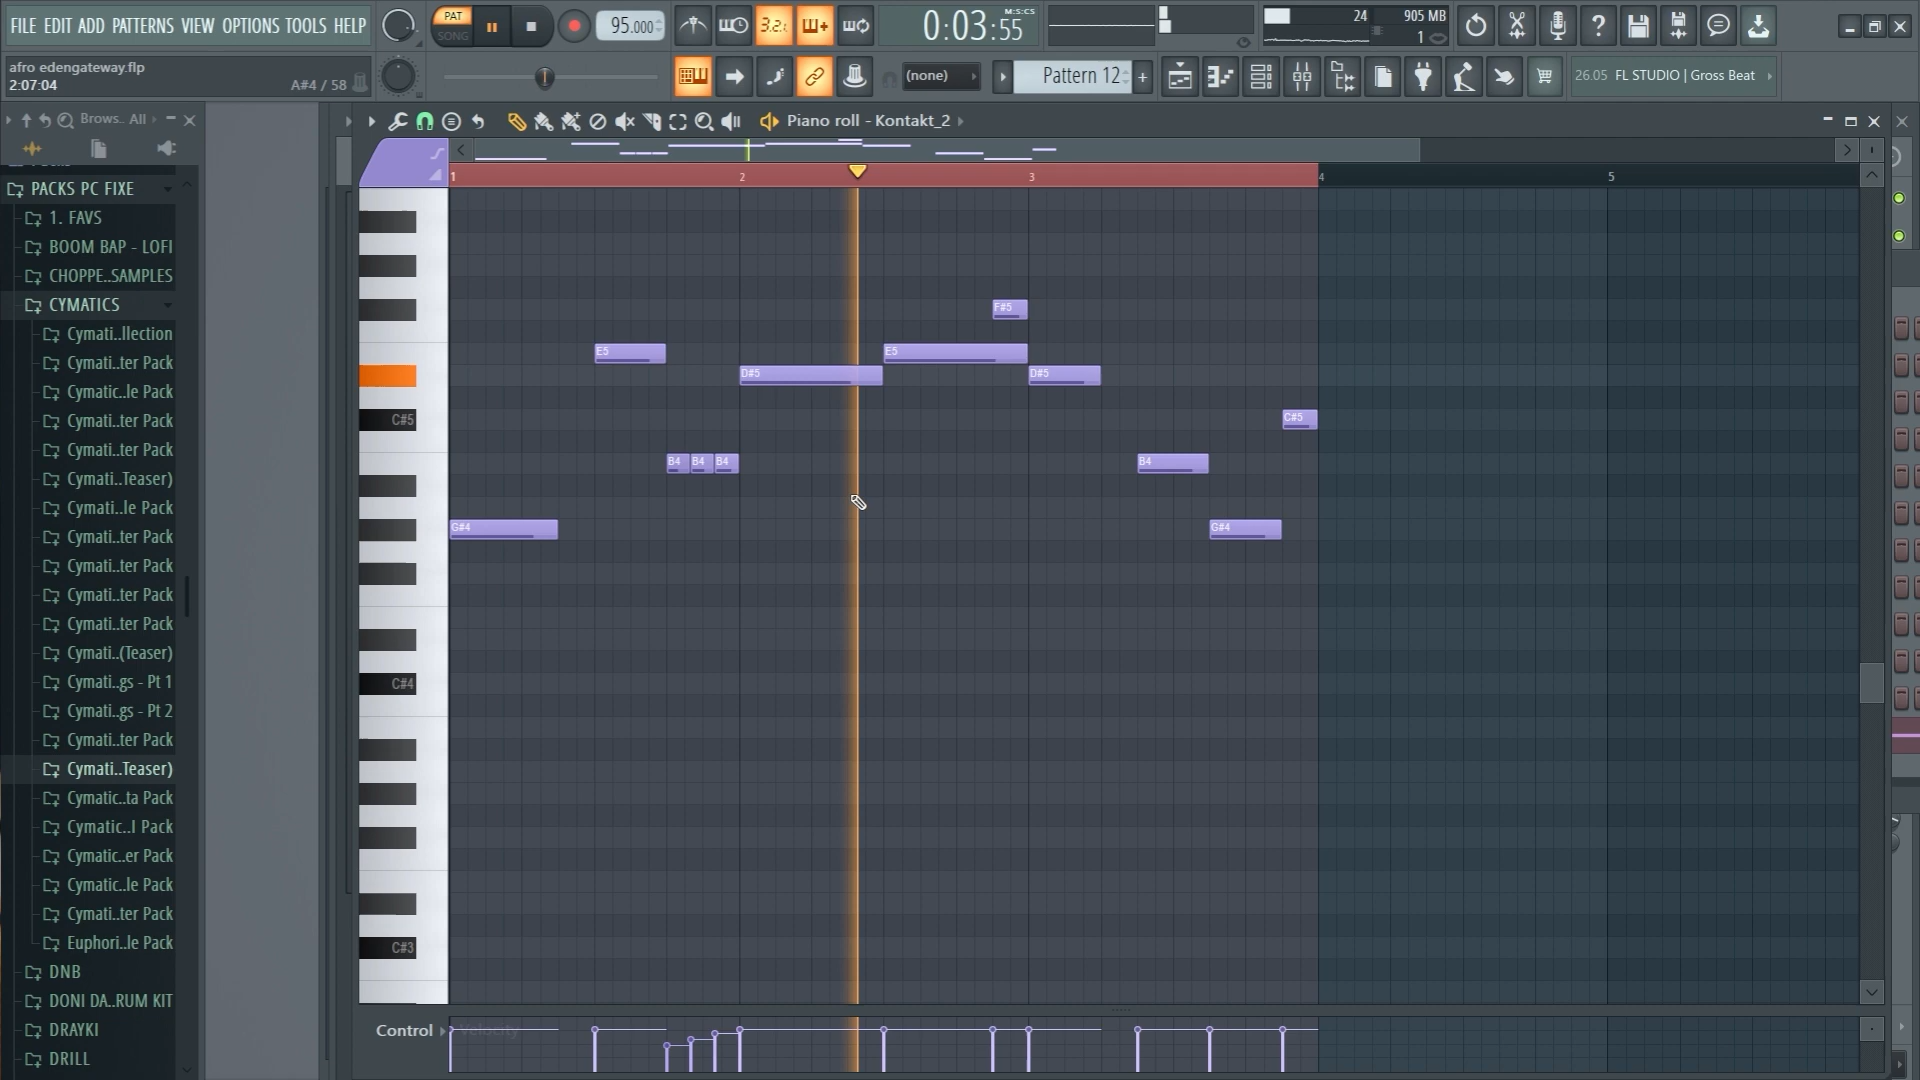 FILE EDIT ADD PATTERNS VIEW OPTIONS TOOLS HELP
PAT
SONG
95.000
3.2.
0:03:55
M:S:CS
24
905 MB
1
afro edengateway.flp
2:07:04
A#4 / 58
(none)
Pattern 12
26.05 FL STUDIO | Gross Beat
Brows.. All
Piano roll - Kontakt_2
1
2
3
4
5
PACKS PC FIXE
1. FAVS
BOOM BAP - LOFI
CHOPPE..SAMPLES
CYMATICS
Cymati..llection
Cymati..ter Pack
Cymatic..le Pack
Cymati..ter Pack
Cymati..ter Pack
Cymati..Teaser)
Cymati..le Pack
Cymati..ter Pack
Cymati..ter Pack
Cymati..ter Pack
Cymati..ter Pack
Cymati..(Teaser)
Cymati..gs - Pt 1
Cymati..gs - Pt 2
Cymati..ter Pack
Cymati..Teaser)
Cymatic..ta Pack
Cymatic..l Pack
Cymatic..er Pack
Cymatic..le Pack
Cymati..ter Pack
Euphori..le Pack
DNB
DONI DA..RUM KIT
DRAYKI
DRILL
F#5
E5
E5
D#5
D#5
C#5
C#5
B4
B4
B4
B4
G#4
G#4
C#4
C#3
Control
Velocity